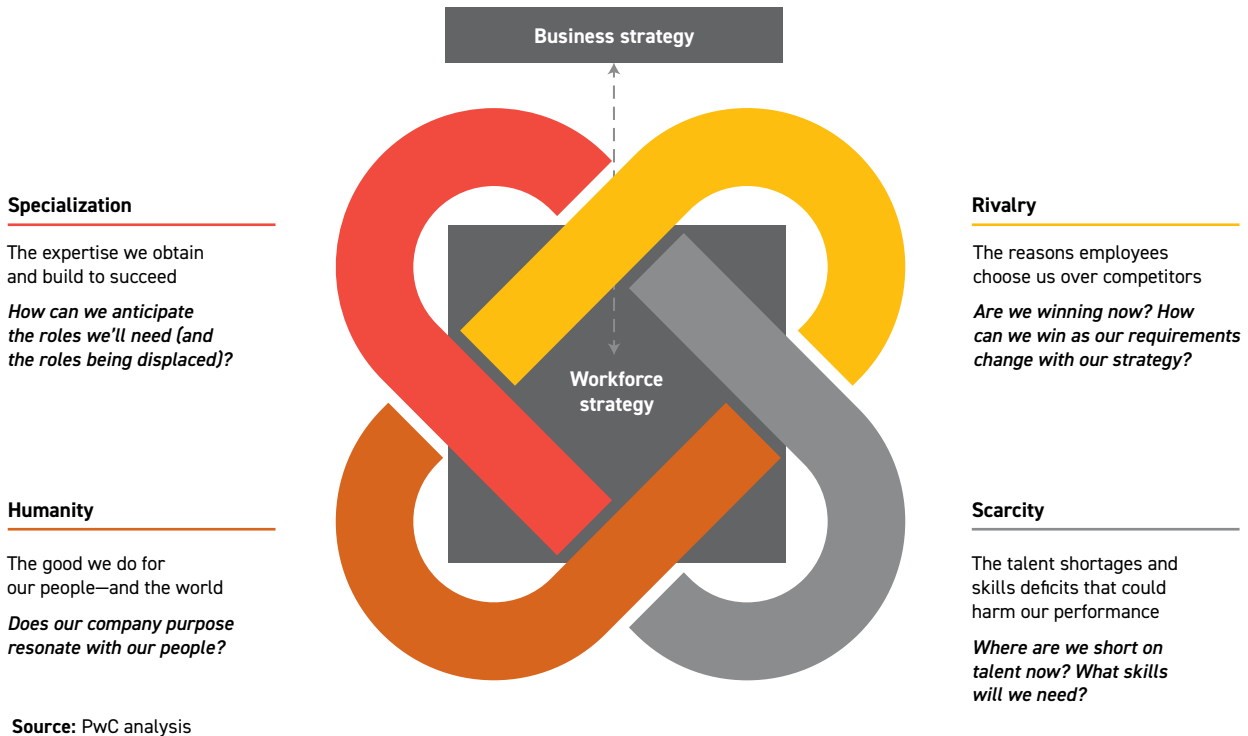 Business strategy
Specialization
The expertise we obtain
and build to succeed
How can we anticipate
the roles we'll need (and
the roles being displaced)?
Rivalry
The reasons employees
choose us over competitors
Are we winning now? How
can we win as our requirements
change with our strategy?
Workforce
strategy
Humanity
The good we do for
our people—and the world
Does our company purpose
resonate with our people?
Scarcity
The talent shortages and
skills deficits that could
harm our performance
Where are we short on
talent now? What skills
will we need?
Source: PwC analysis